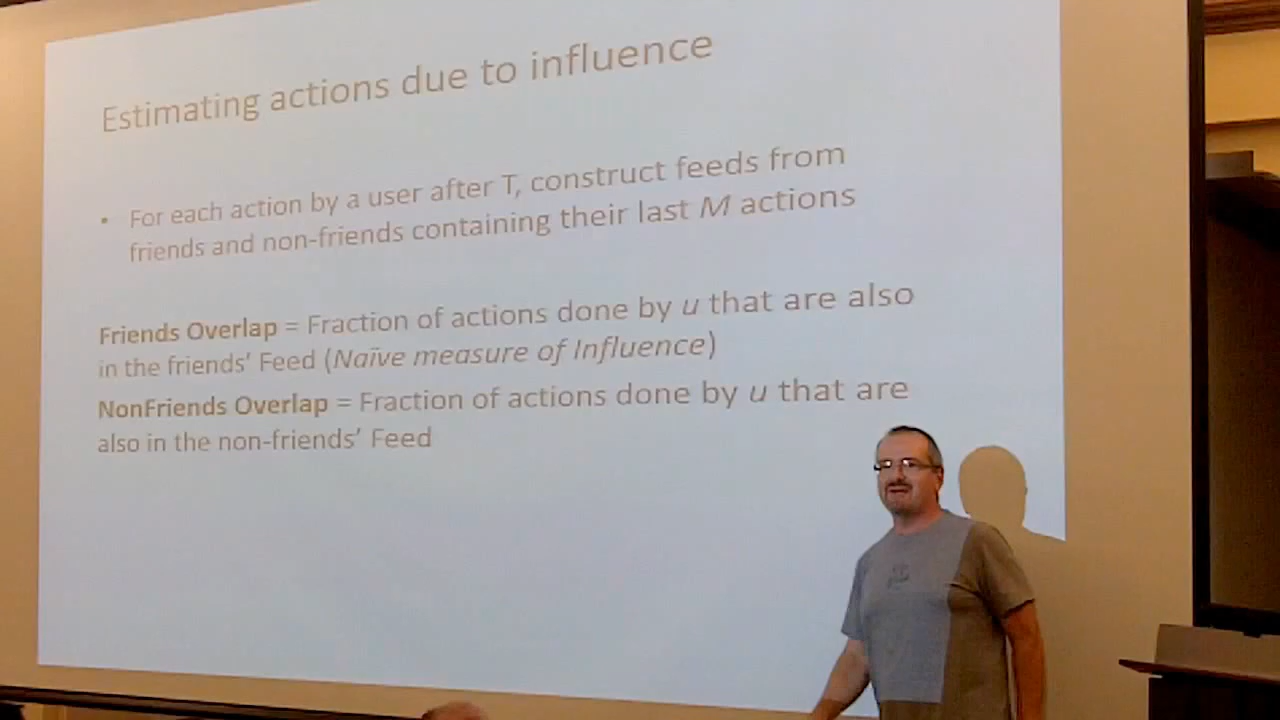 Estimating actions due to influence
• For each action by a user after T, construct feeds from
friends and non-friends containing their last M actions
Friends Overlap = Fraction of actions done by u that are also
in the friends’ Feed (Naïve measure of Influence)
NonFriends Overlap = Fraction of actions done by u that are
also in the non-friends’ Feed